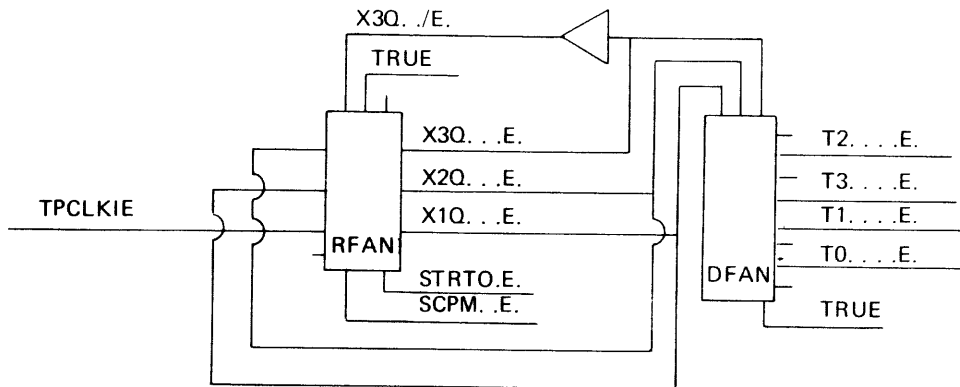 X3Q. ./E.
TRUE
X3Q. . .E.
X2Q. . .E.
TPCLKIE
X1Q. . .E.
RFAN
STRTO.E.
SCPM. .E.
T2. . . .E.
T3. . . .E.
T1. . . .E.
T0. . . .E.
DFAN
TRUE